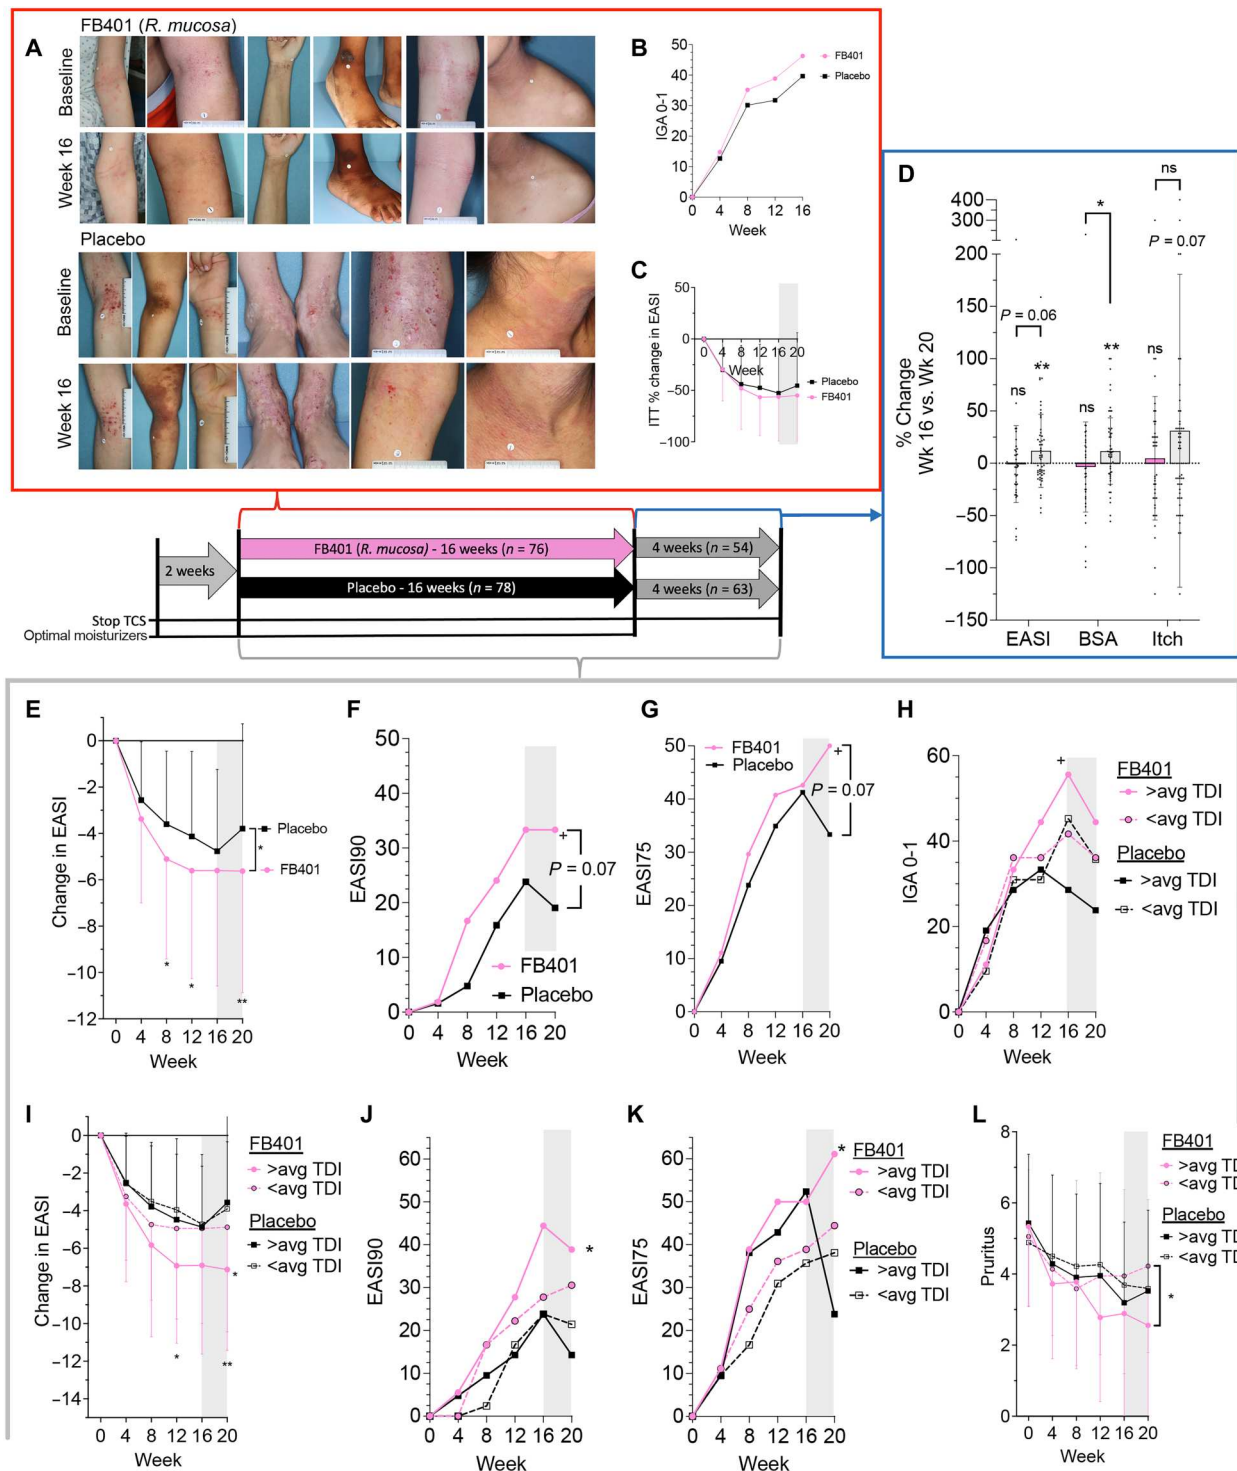 A
FB401 (R. mucosa)
Baseline
Week 16
Placebo
Baseline
Week 16
B
IGA 0-1
50
40
30
20
10
0
0 4 8 12 16
Week
FB401
Placebo
C
ITT % change in EASI
50
0
−50
−100
0 4 8 12 16 20
Week
Placebo
FB401
D
% Change
Wk 16 vs. Wk 20
400
300
200
150
100
50
0
−50
−100
−150
P = 0.06
ns
**
*
ns
**
ns
P = 0.07
ns
EASI BSA Itch
2 weeks
FB401 (R. mucosa) - 16 weeks (n = 76)
4 weeks (n = 54)
Placebo - 16 weeks (n = 78)
4 weeks (n = 63)
Stop TCS
Optimal moisturizers
E
Change in EASI
0
−2
−4
−6
−8
−10
−12
0 4 8 12 16 20
Week
Placebo
*
FB401
* * **
F
EASI90
50
40
30
20
10
0
0 4 8 12 16 20
Week
+
P = 0.07
FB401
Placebo
G
EASI75
50
40
30
20
10
0
0 4 8 12 16 20
Week
FB401
Placebo
+
P = 0.07
H
IGA 0-1
60
40
20
0
0 4 8 12 16 20
Week
+
FB401
>avg TDI
<avg TDI
Placebo
>avg TDI
<avg TDI
I
Change in EASI
0
−2
−4
−6
−8
−10
−12
−14
0 4 8 12 16 20
Week
FB401
>avg TDI
<avg TDI
Placebo
>avg TDI
<avg TDI
*
* **
J
EASI90
60
50
40
30
20
10
0
0 4 8 12 16 20
Week
*
K
EASI75
60
50
40
30
20
10
0
0 4 8 12 16 20
Week
*
FB401
>avg TDI
<avg TDI
Placebo
>avg TDI
<avg TDI
L
Pruritus
8
6
4
2
0
0 4 8 12 16 20
Week
FB401
>avg TD
<avg TD
Placebo
>avg TD
<avg TD
*